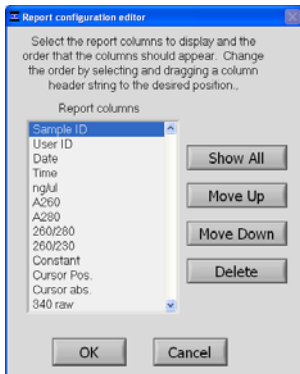 Report configuration editor
Select the report columns to display and the
order that the columns should appear. Change
the order by selecting and dragging a column
header string to the desired position..
Report columns
Sample ID
User ID
Date
Time
ng/ul
A260
A280
260/280
260/230
Constant
Cursor Pos.
Cursor abs.
340 raw
Show All
Move Up
Move Down
Delete
OK
Cancel